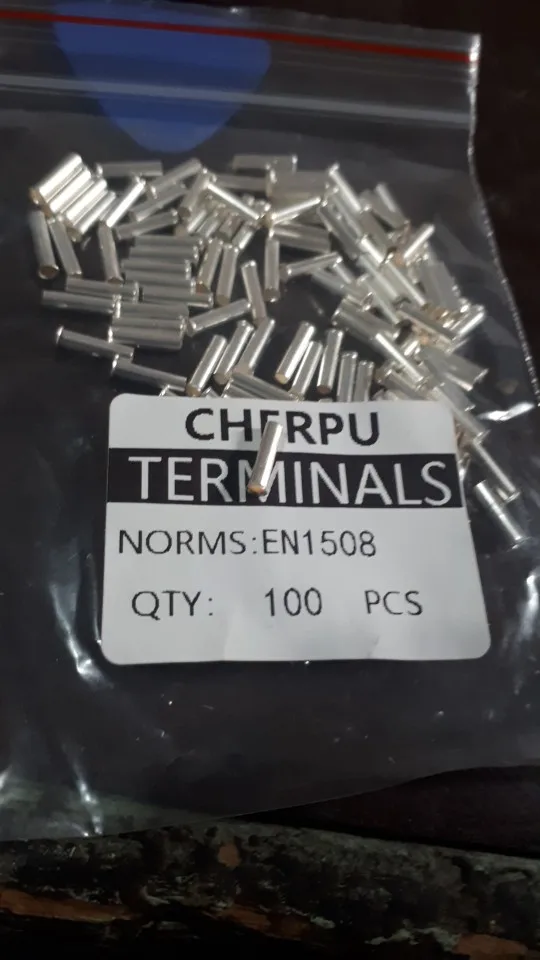 CHERPU
TERMINALS
NORMS:EN1508
QTY: 100 PCS